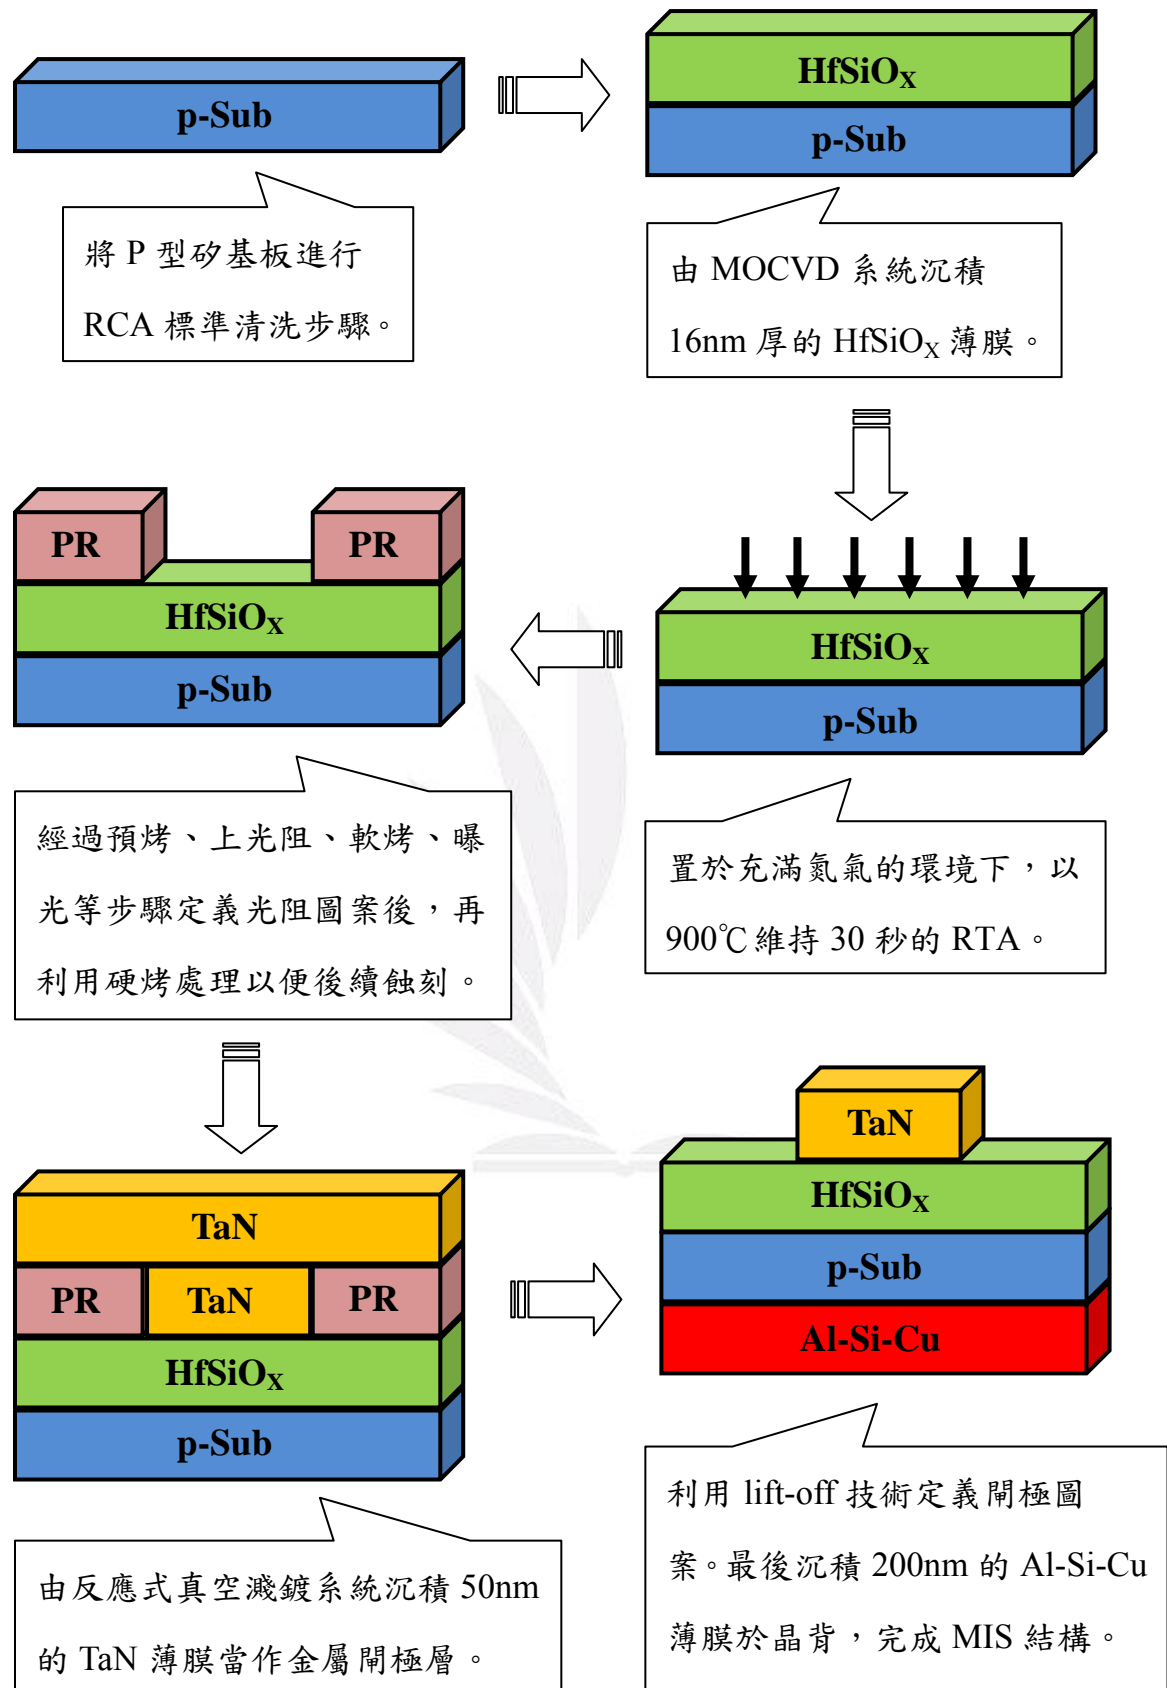 p-Sub
將 P 型矽基板進行
RCA 標準清洗步驟。
HfSiOX
p-Sub
由 MOCVD 系統沉積
16nm 厚的 HfSiOX 薄膜。
HfSiOX
p-Sub
置於充滿氮氣的環境下，以
900℃維持 30 秒的 RTA。
PR
PR
HfSiOX
p-Sub
經過預烤、上光阻、軟烤、曝
光等步驟定義光阻圖案後，再
利用硬烤處理以便後續蝕刻。
TaN
PR
TaN
PR
HfSiOX
p-Sub
由反應式真空濺鍍系統沉積 50nm
的 TaN 薄膜當作金屬閘極層。
TaN
HfSiOX
p-Sub
Al-Si-Cu
利用 lift-off 技術定義閘極圖
案。最後沉積 200nm 的 Al-Si-Cu
薄膜於晶背，完成 MIS 結構。